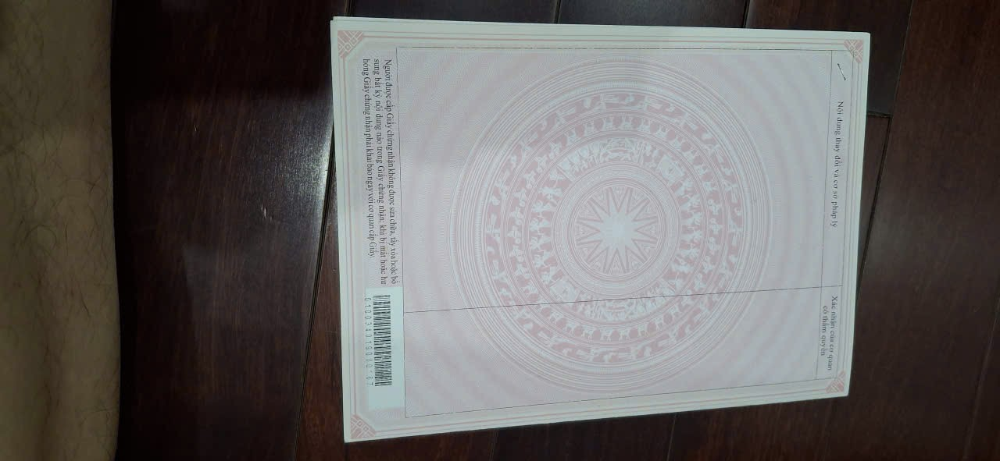 Nội dung thay đổi và cơ sở pháp lý
Xác nhận của cơ quan
có thẩm quyền
Người được cấp Giấy chứng nhận không được sửa chữa, tẩy xóa hoặc bổ
sung bất kỳ nội dung nào trong Giấy chứng nhận; khi bị mất hoặc hư
hỏng Giấy chứng nhận phải khai báo ngay với cơ quan cấp Giấy.